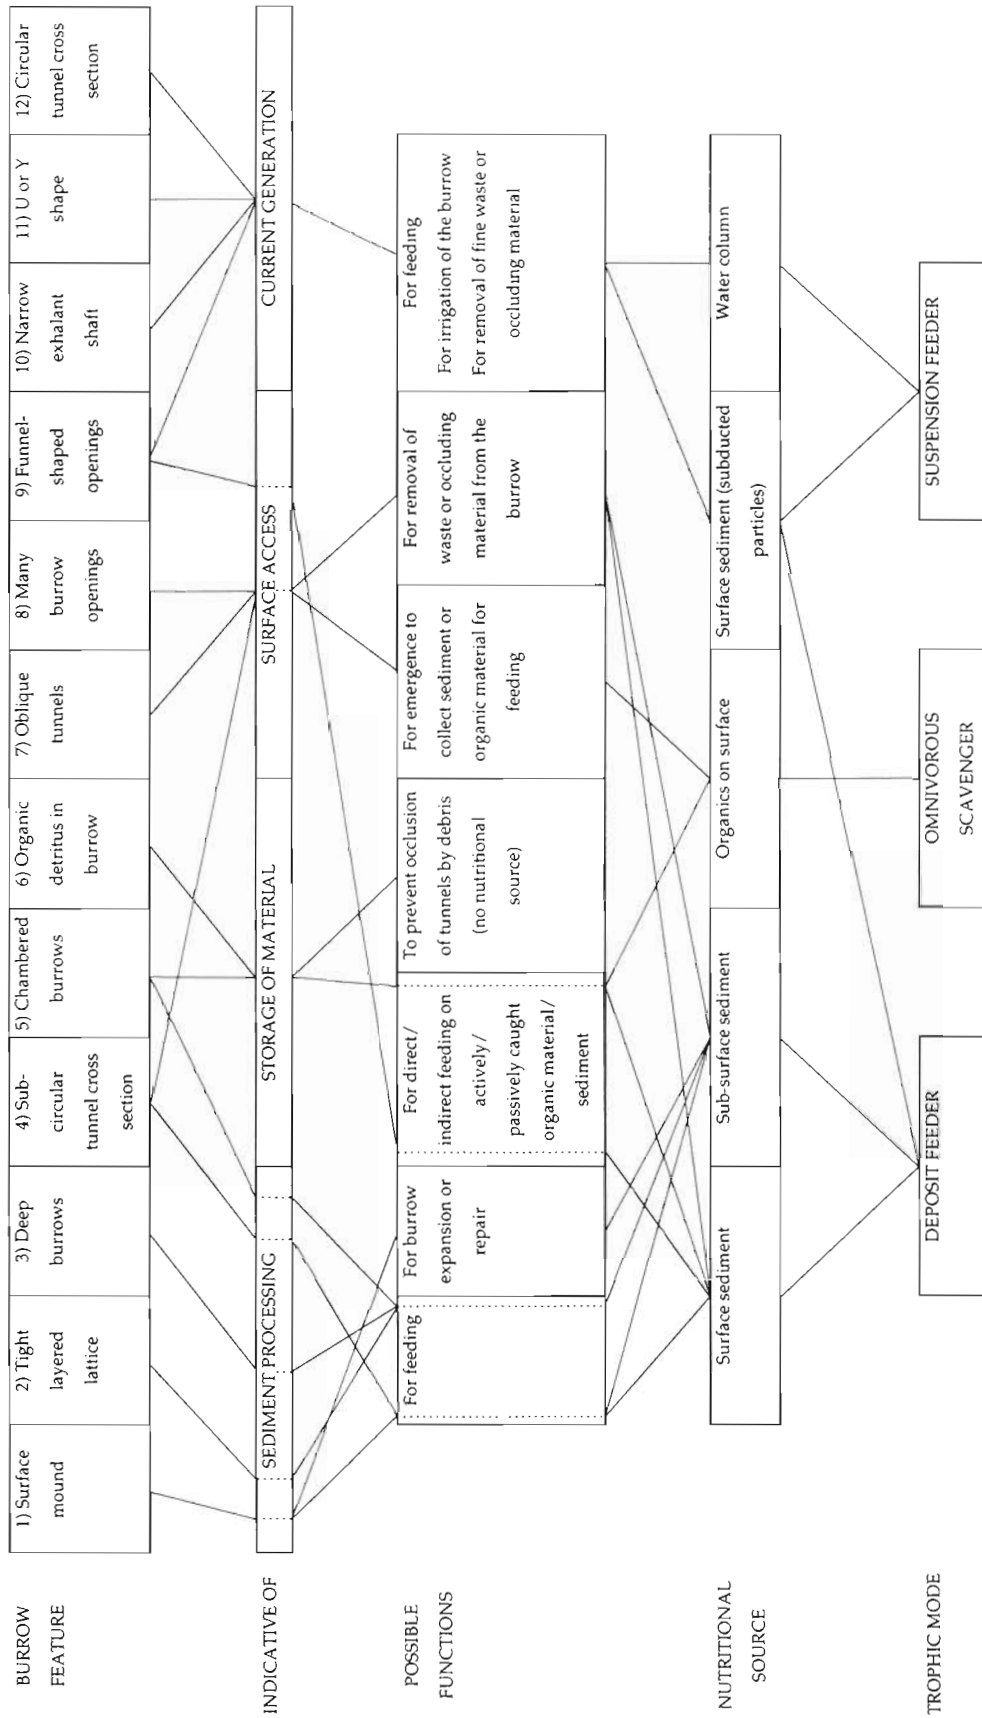 BURROW
FEATURE
1) Surface
mound
2) Tight
layered
lattice
3) Deep
burrows
4) Sub-
circular
tunnel cross
section
5) Chambered
burrows
6) Organic
detritus in
burrow
7) Oblique
tunnels
8) Many
burrow
openings
9) Funnel-
shaped
openings
10) Narrow
exhalant
shaft
11) U or Y
shape
12) Circular
tunnel cross
section
INDICATIVE OF
SEDIMENT PROCESSING
STORAGE OF MATERIAL
SURFACE ACCESS
CURRENT GENERATION
POSSIBLE
FUNCTIONS
For feeding
For burrow
expansion or
repair
For direct/
indirect feeding on
actively/
passively caught
organic material/
sediment
To prevent occlusion
of tunnels by debris
(no nutritional
source)
For emergence to
collect sediment or
organic material for
feeding
For removal of
waste or occluding
material from the
burrow
For feeding
For irrigation of the burrow
For removal of fine waste or
occluding material
NUTRITIONAL
SOURCE
Surface sediment
Sub-surface sediment
Organics on surface
Surface sediment (subducted
particles)
Water column
TROPHIC MODE
DEPOSIT FEEDER
OMNIVOROUS
SCAVENGER
SUSPENSION FEEDER